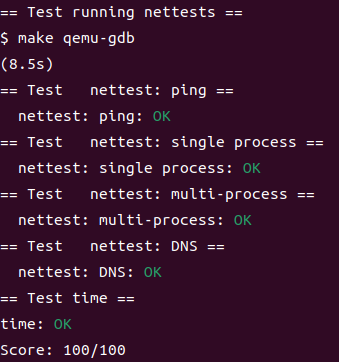 == Test running nettests ==
$ make qemu-gdb
(8.5s)
== Test   nettest: ping ==
  nettest: ping: OK
== Test   nettest: single process ==
  nettest: single process: OK
== Test   nettest: multi-process ==
  nettest: multi-process: OK
== Test   nettest: DNS ==
  nettest: DNS: OK
== Test time ==
time: OK
Score: 100/100